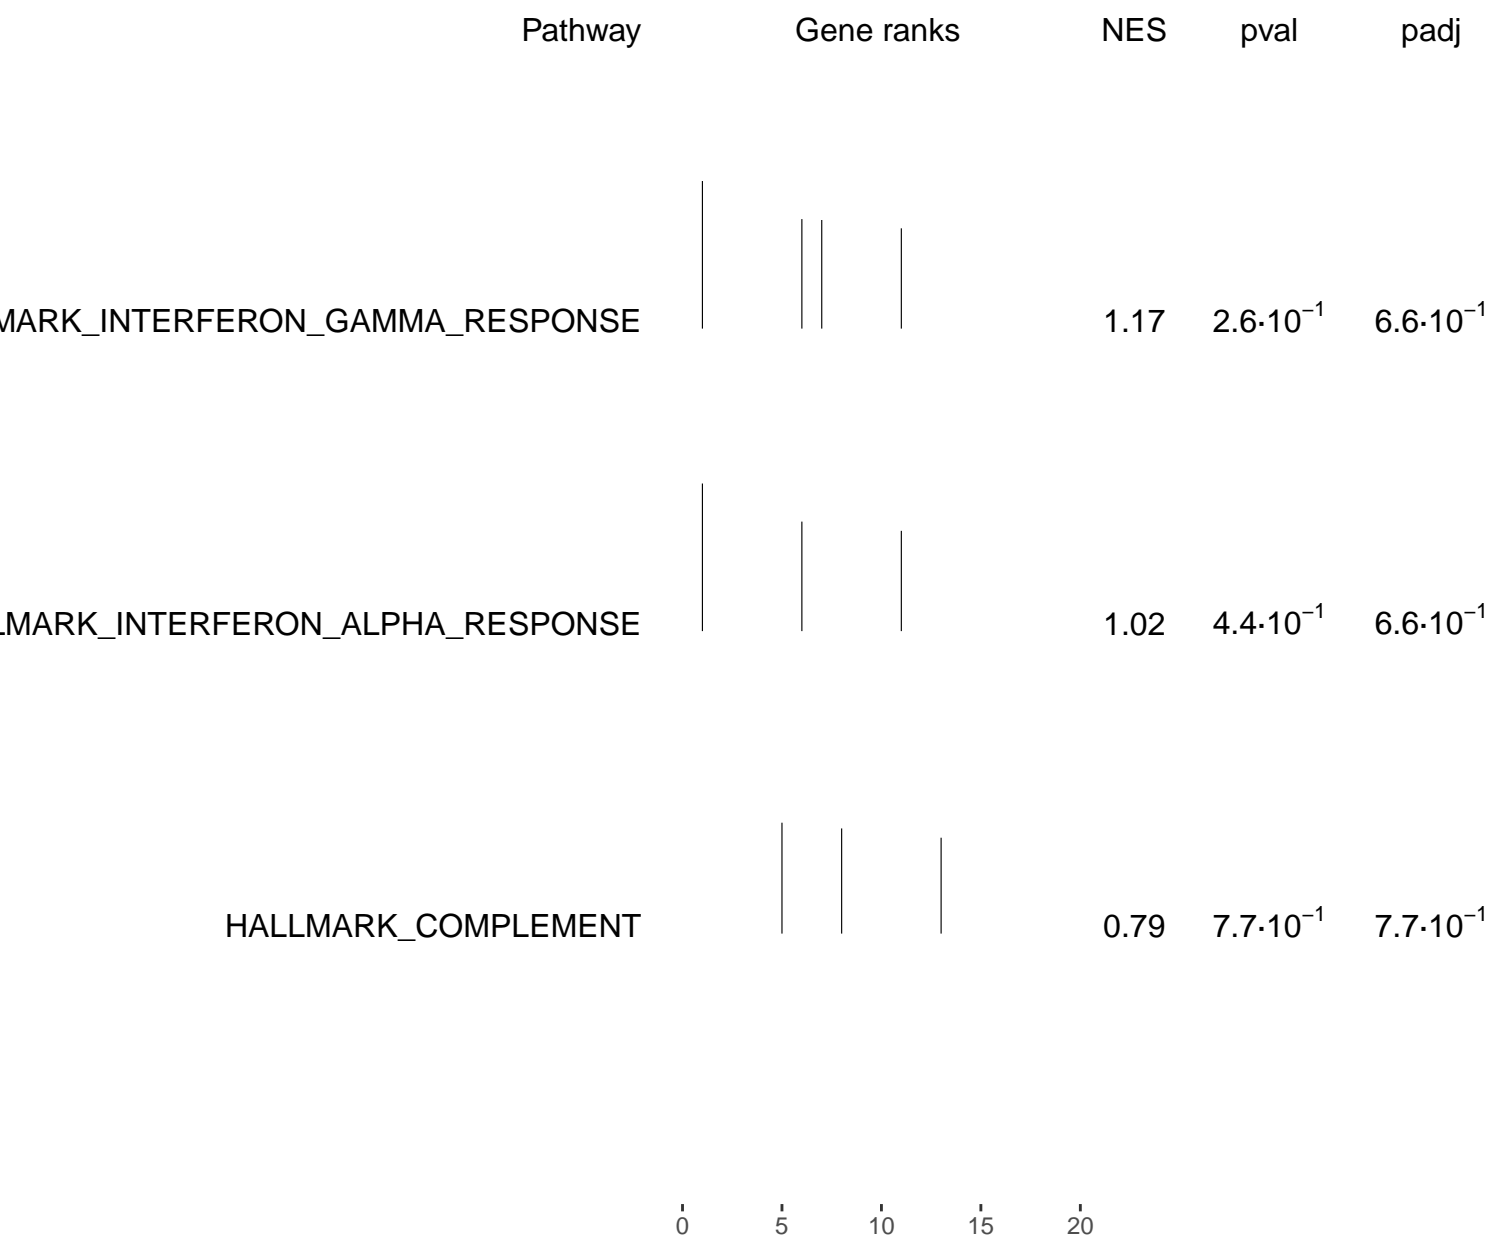 Pathway Gene ranks NES pval padj
MARK_INTERFERON_GAMMA_RESPONSE 1.17 2.6·10⁻¹ 6.6·10⁻¹
LMARK_INTERFERON_ALPHA_RESPONSE 1.02 4.4·10⁻¹ 6.6·10⁻¹
HALLMARK_COMPLEMENT 0.79 7.7·10⁻¹ 7.7·10⁻¹
0 5 10 15 20